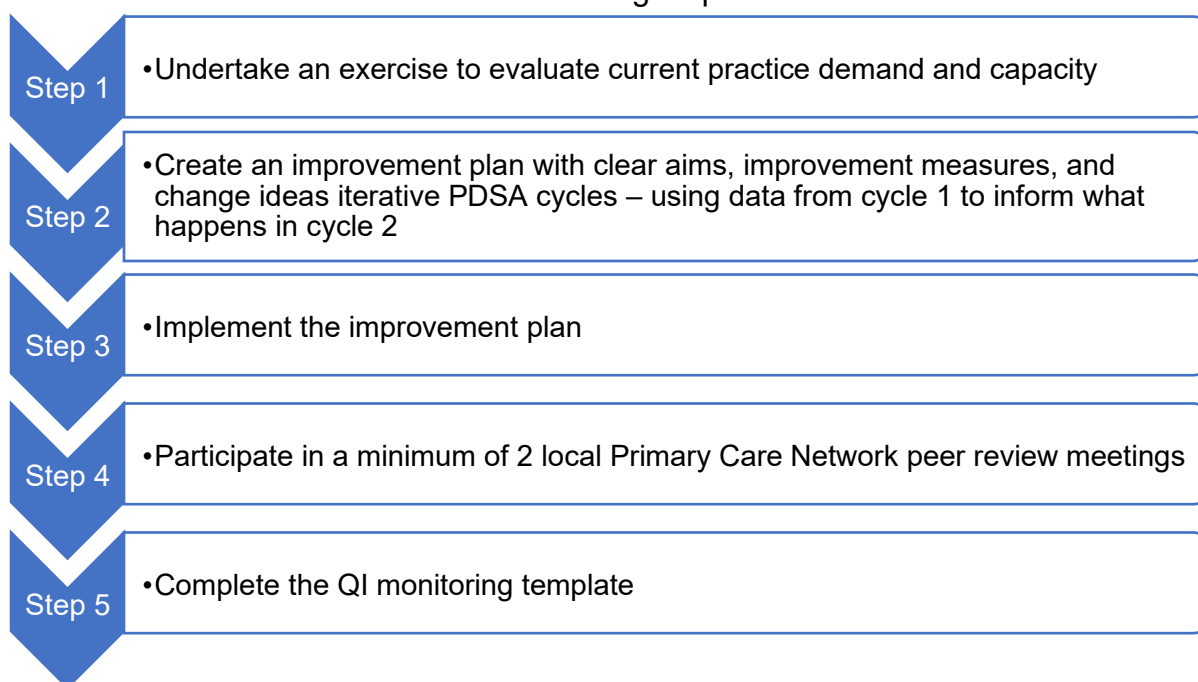 Step 1
•Undertake an exercise to evaluate current practice demand and capacity
Step 2
•Create an improvement plan with clear aims, improvement measures, and
change ideas iterative PDSA cycles – using data from cycle 1 to inform what
happens in cycle 2
Step 3
•Implement the improvement plan
Step 4
•Participate in a minimum of 2 local Primary Care Network peer review meetings
Step 5
•Complete the QI monitoring template